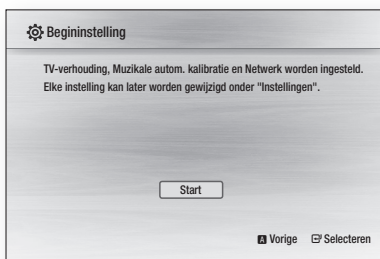 Begininstelling
TV-verhouding, Muzikale autom. kalibratie en Netwerk worden ingesteld.
Elke instelling kan later worden gewijzigd onder "Instellingen".
Start
A Vorige Selecteren